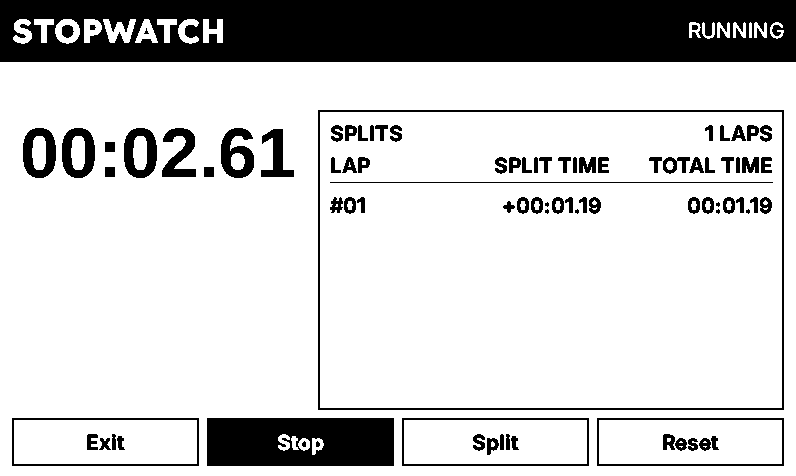 STOPWATCH RUNNING
00:02.61
SPLITS 1 LAPS
LAP SPLIT TIME TOTAL TIME
#01 +00:01.19 00:01.19
Exit Stop Split Reset